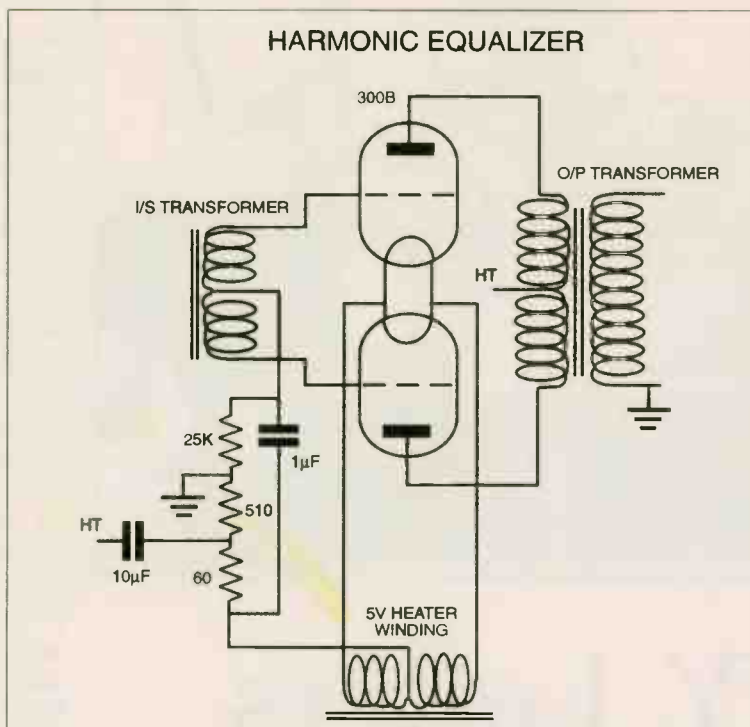 HARMONIC EQUALIZER
300B
O/P TRANSFORMER
I/S TRANSFORMER
HT
25K
1µF
510
HT
10µF
60
5V HEATER
WINDING